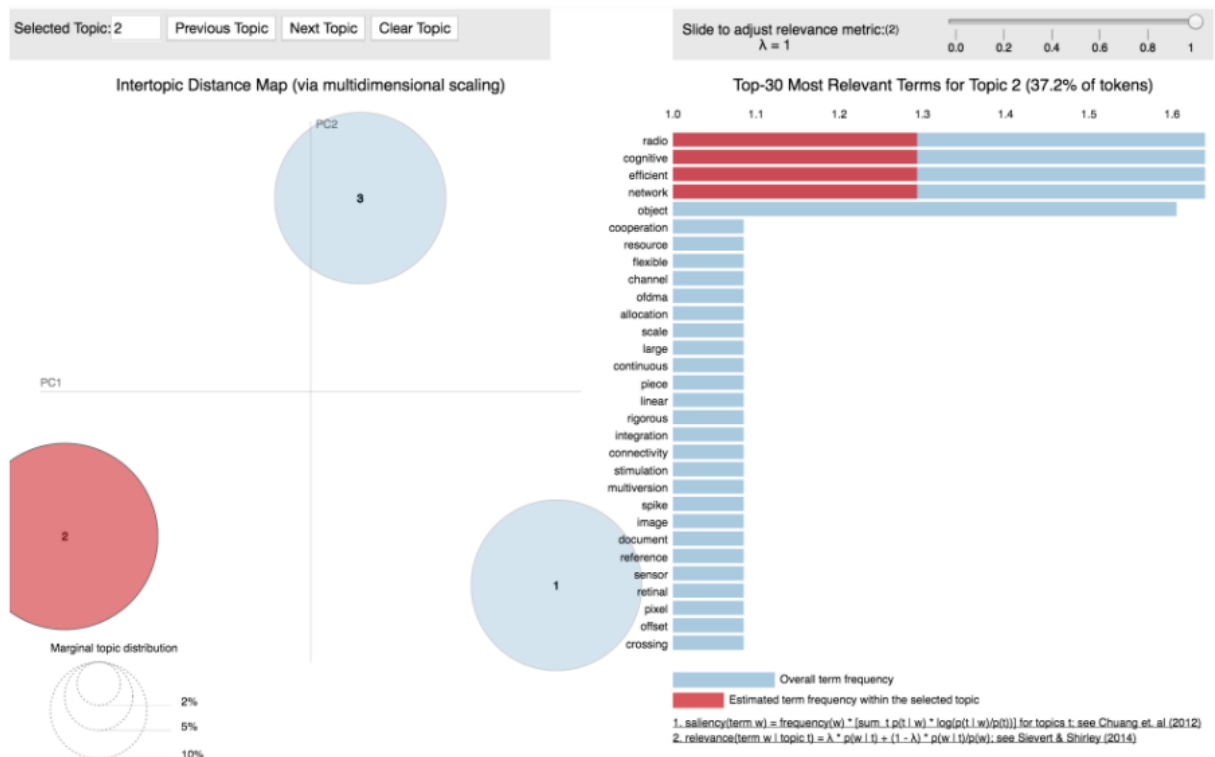 Selected Topic: 2 Previous Topic Next Topic Clear Topic
Slide to adjust relevance metric:(2)
λ = 1
0.0 0.2 0.4 0.6 0.8 1
Intertopic Distance Map (via multidimensional scaling)
PC2
3
PC1
2
1
Marginal topic distribution
2%
5%
10%
Top-30 Most Relevant Terms for Topic 2 (37.2% of tokens)
1.0 1.1 1.2 1.3 1.4 1.5 1.6
radio
cognitive
efficient
network
object
cooperation
resource
flexible
channel
ofdma
allocation
scale
large
continuous
piece
linear
rigorous
integration
connectivity
stimulation
multiversion
spike
image
document
reference
sensor
retinal
pixel
offset
crossing
Overall term frequency
Estimated term frequency within the selected topic
1. saliency(term w) = frequency(w) * [sum_t p(t | w) * log(p(t | w)/p(t))] for topics t; see Chuang et. al (2012)
2. relevance(term w | topic t) = λ * p(w | t) + (1 - λ) * p(w | t)/p(w); see Sievert & Shirley (2014)